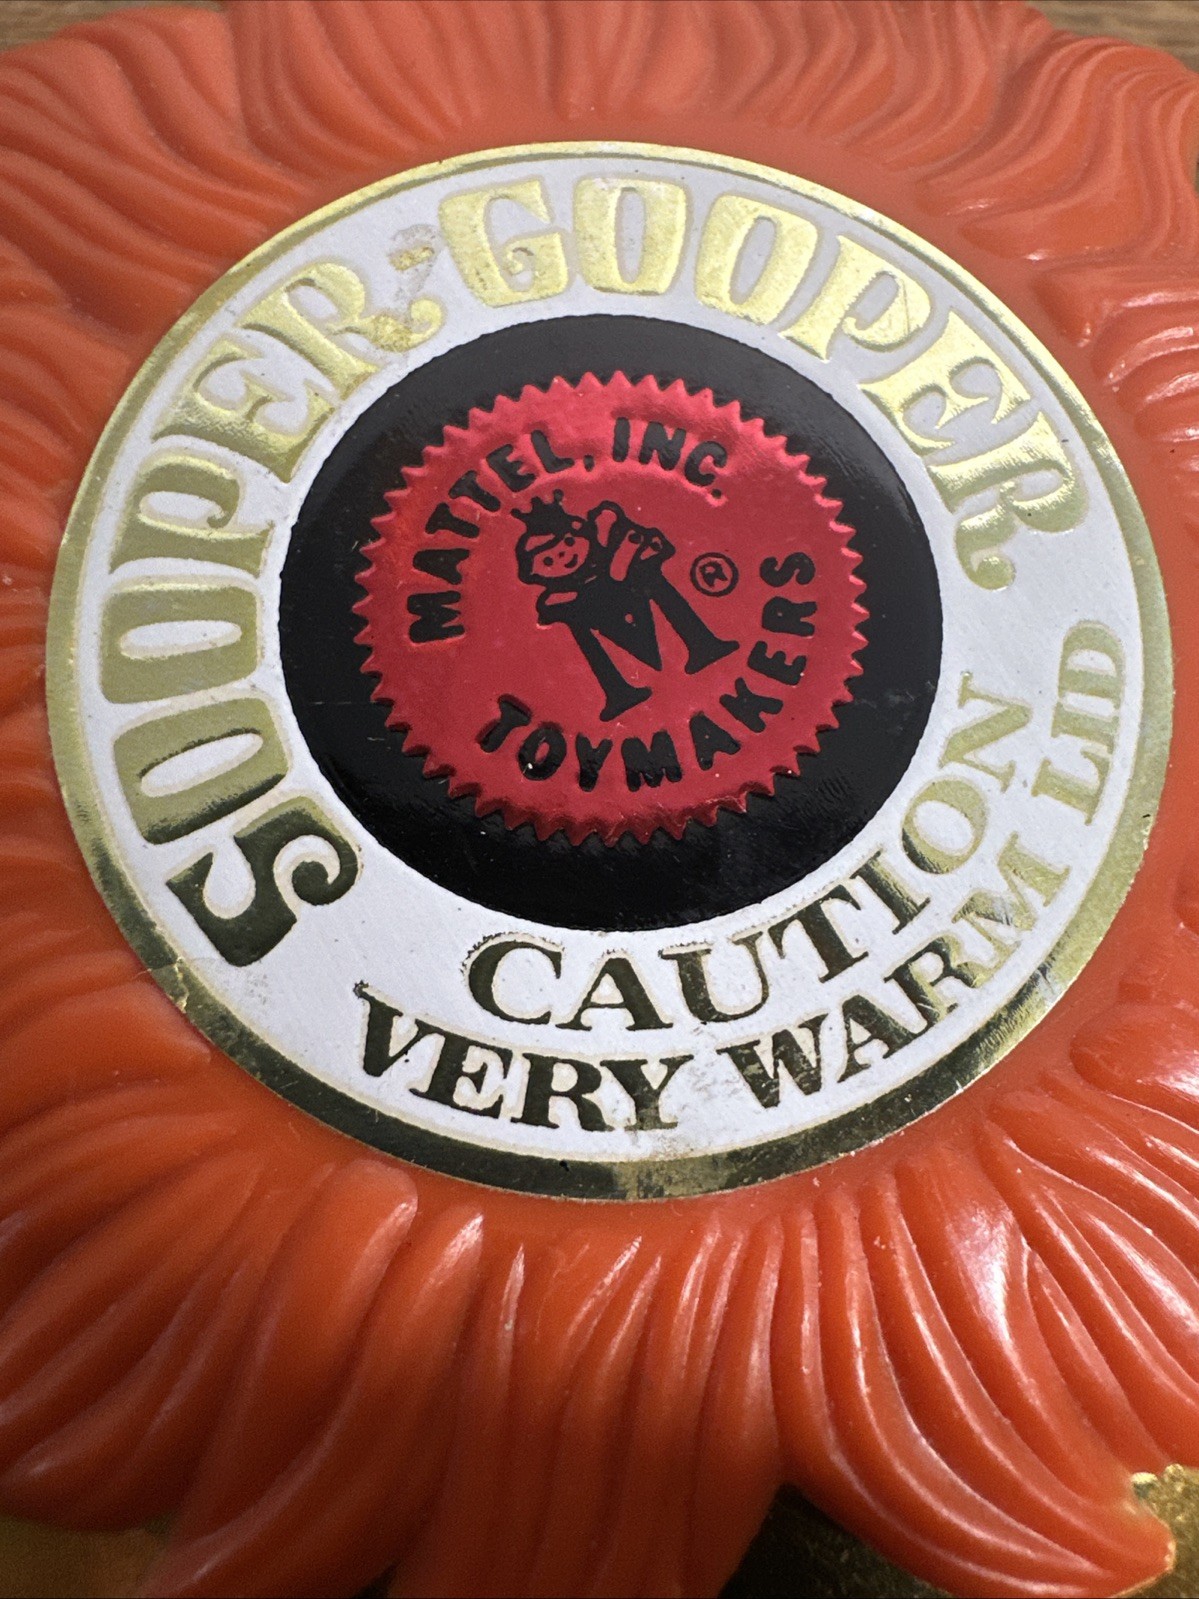 SOOPER-GOOPER
MATTEL, INC.
M ®
TOYMAKERS
CAUTION
VERY WARM LID